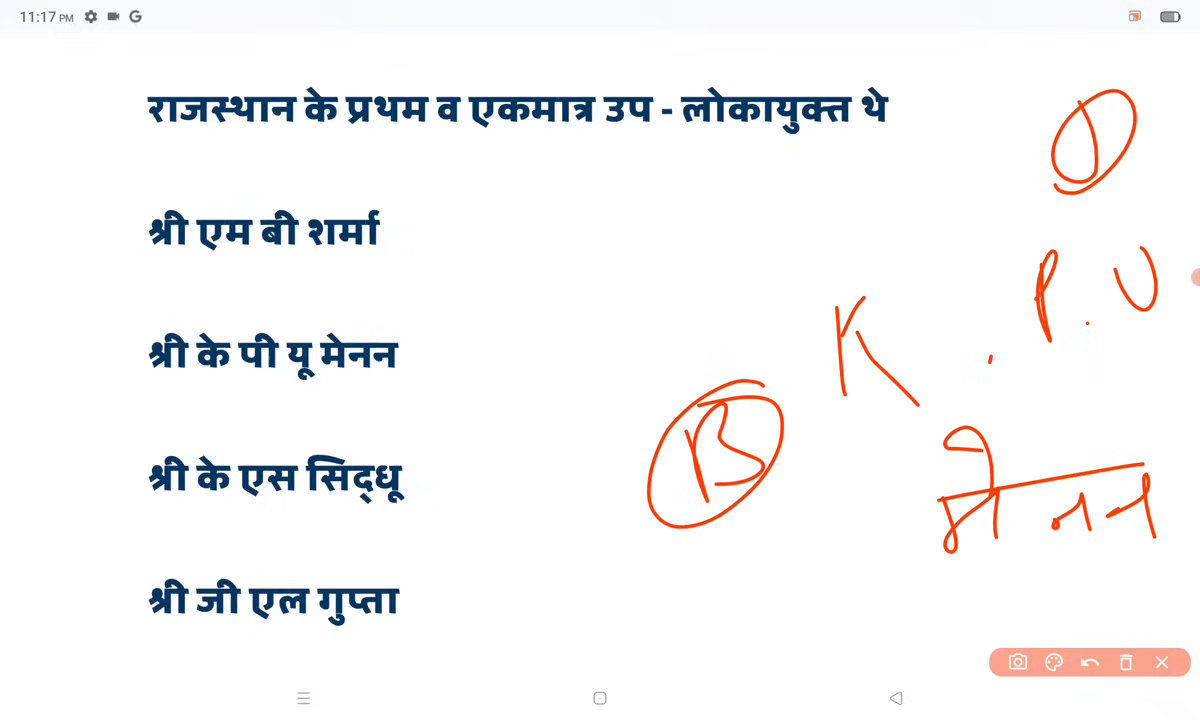 11:17 PM
राजस्थान के प्रथम व एकमात्र उप - लोकायुक्त थे
श्री एम बी शर्मा
श्री के पी यू मेनन
श्री के एस सिद्धू
श्री जी एल गुप्ता
K . P. U
मेनन
B